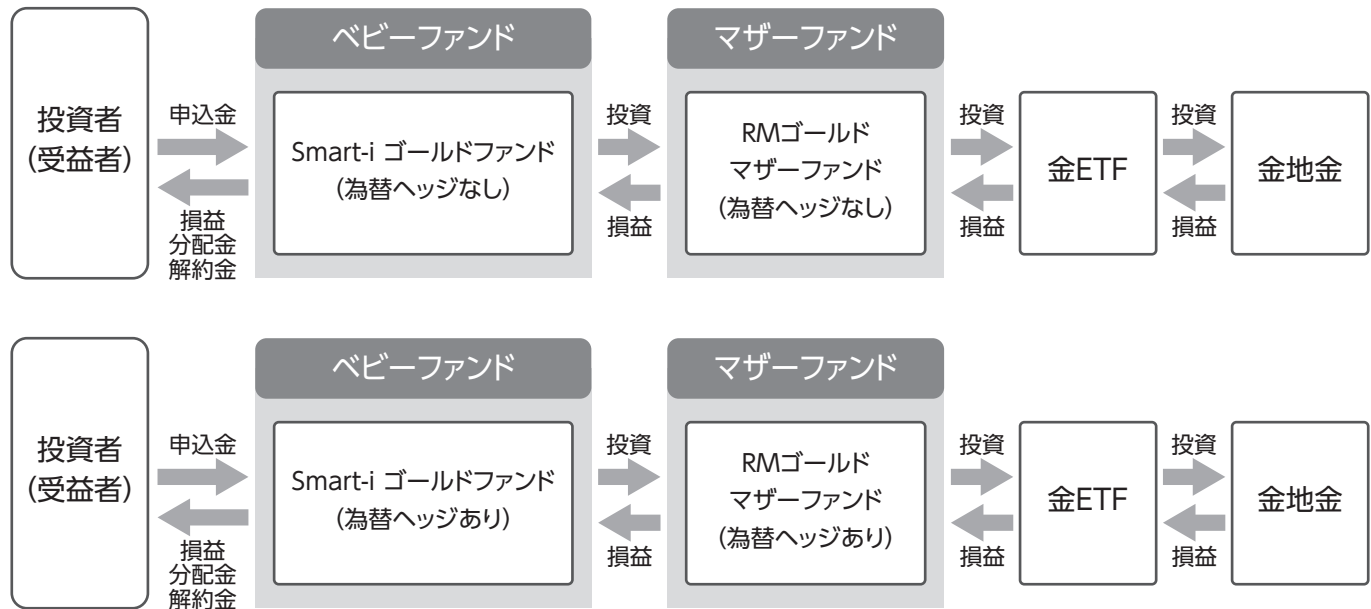 ベビーファンド
マザーファンド
投資者
(受益者)
申込金
損益
分配金
解約金
Smart-i ゴールドファンド
(為替ヘッジなし)
投資
損益
RMゴールド
マザーファンド
(為替ヘッジなし)
投資
損益
金ETF
投資
損益
金地金
ベビーファンド
マザーファンド
投資者
(受益者)
申込金
損益
分配金
解約金
Smart-i ゴールドファンド
(為替ヘッジあり)
投資
損益
RMゴールド
マザーファンド
(為替ヘッジあり)
投資
損益
金ETF
投資
損益
金地金